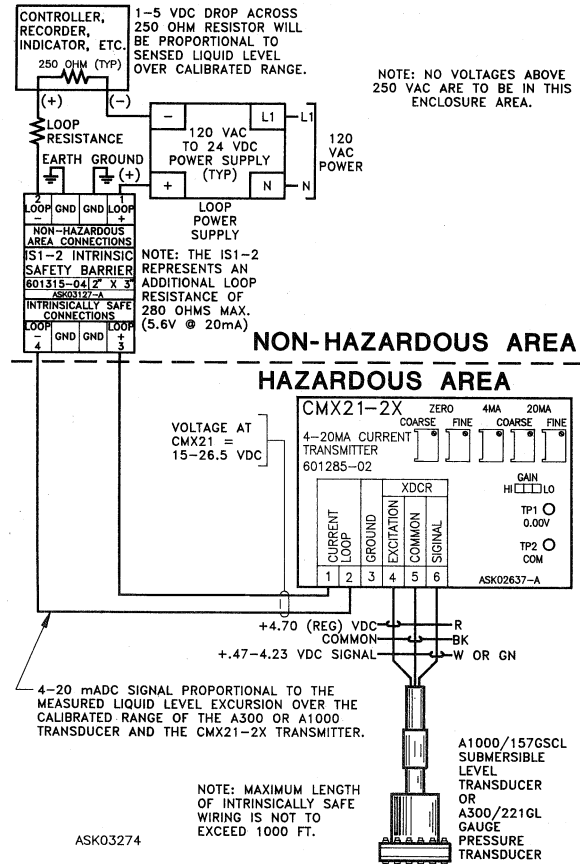 CONTROLLER,
RECORDER,
INDICATOR, ETC.
250 OHM (TYP)
1-5 VDC DROP ACROSS
250 OHM RESISTOR WILL
BE PROPORTIONAL TO
SENSED LIQUID LEVEL
OVER CALIBRATED RANGE.
NOTE: NO VOLTAGES ABOVE
250 VAC ARE TO BE IN THIS
ENCLOSURE AREA.
(+)
(-)
LOOP
RESISTANCE
EARTH GROUND
(+)
-
L1
L1
120 VAC
TO 24 VDC
POWER SUPPLY
(TYP)
+
N
N
120
VAC
POWER
LOOP
POWER
SUPPLY
2
LOOP
-
GND
GND
1
LOOP
+
NON-HAZARDOUS
AREA CONNECTIONS
IS1-2 INTRINSIC
SAFETY BARRIER
601315-04 2" X 3"
ASK03127-A
INTRINSICALLY SAFE
CONNECTIONS
LOOP
-
4
GND
GND
LOOP
+
3
NOTE: THE IS1-2
REPRESENTS AN
ADDITIONAL LOOP
RESISTANCE OF
280 OHMS MAX.
(5.6V @ 20mA)
NON-HAZARDOUS AREA
HAZARDOUS AREA
VOLTAGE AT
CMX21 =
15-26.5 VDC
CMX21-2X
ZERO
4MA
20MA
COARSE
FINE
COARSE
FINE
4-20MA CURRENT
TRANSMITTER
601285-02
GAIN
HI
LO
XDCR
CURRENT
LOOP
GROUND
EXCITATION
COMMON
SIGINAL
1
2
3
4
5
6
TP1
0.00V
TP2
COM
ASK02637-A
+4.70 (REG) VDC
R
COMMON
BK
+.47-4.23 VDC SIGNAL
W OR GN
4-20 mADC SIGNAL PROPORTIONAL TO THE
MEASURED LIQUID LEVEL EXCURSION OVER THE
CALIBRATED RANGE OF THE A300 OR A1000
TRANSDUCER AND THE CMX21-2X TRANSMITTER.
NOTE: MAXIMUM LENGTH
OF INTRINSICALLY SAFE
WIRING IS NOT TO
EXCEED 1000 FT.
A1000/157GSCL
SUBMERSIBLE
LEVEL
TRANSDUCER
OR
A300/221GL
GAUGE
PRESSURE
TRANSDUCER
ASK03274